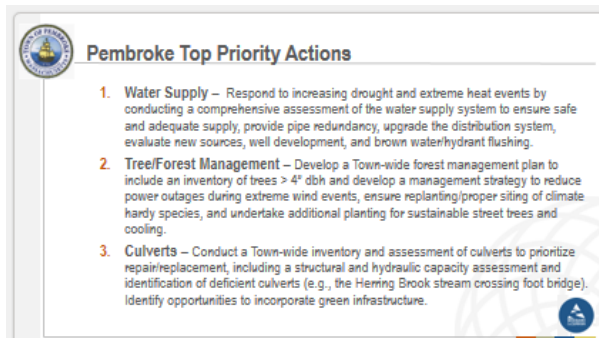 TOWN OF PEMBROKE
Pembroke Top Priority Actions
1. Water Supply – Respond to increasing drought and extreme heat events by
conducting a comprehensive assessment of the water supply system to ensure safe
and adequate supply, provide pipe redundancy, upgrade the distribution system,
evaluate new sources, well development, and brown water/hydrant flushing.
2. Tree/Forest Management – Develop a Town-wide forest management plan to
include an inventory of trees > 4" dbh and develop a management strategy to reduce
power outages during extreme wind events, ensure replanting/proper siting of climate
hardy species, and undertake additional planting for sustainable street trees and
cooling.
3. Culverts – Conduct a Town-wide inventory and assessment of culverts to prioritize
repair/replacement, including a structural and hydraulic capacity assessment and
identification of deficient culverts (e.g., the Herring Brook stream crossing foot bridge).
Identify opportunities to incorporate green infrastructure.